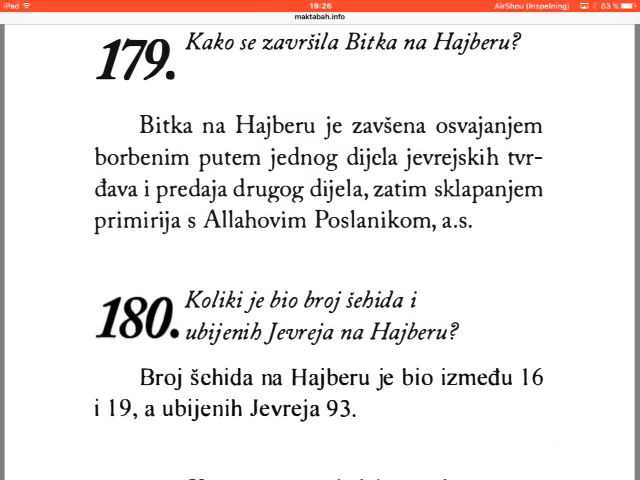 iPad 19:26 AirShou (Inspelning) 83 %
maktabah.info
179. Kako se završila Bitka na Hajberu?
Bitka na Hajberu je zavšena osvajanjem
borbenim putem jednog dijela jevrejskih tvr-
đava i predaja drugog dijela, zatim sklapanjem
primirija s Allahovim Poslanikom, a.s.
180. Koliki je bio broj šehida i
ubijenih Jevreja na Hajberu?
Broj šehida na Hajberu je bio između 16
i 19, a ubijenih Jevreja 93.